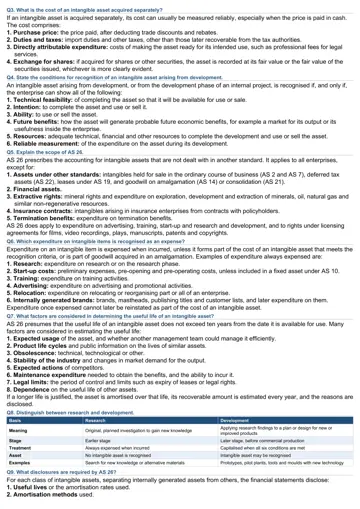 Q3. What is the cost of an intangible asset acquired separately?
If an intangible asset is acquired separately, its cost can usually be measured reliably, especially when the price is paid in cash.
The cost comprises:
1. Purchase price: the price paid, after deducting trade discounts and rebates.
2. Duties and taxes: import duties and other taxes, other than those later recoverable from the tax authorities.
3. Directly attributable expenditure: costs of making the asset ready for its intended use, such as professional fees for legal
services.
4. Exchange for shares: if acquired for shares or other securities, the asset is recorded at its fair value or the fair value of the
securities issued, whichever is more clearly evident.
Q4. State the conditions for recognition of an intangible asset arising from development.
An intangible asset arising from development, or from the development phase of an internal project, is recognised if, and only if,
the enterprise can show all of the following:
1. Technical feasibility: of completing the asset so that it will be available for use or sale.
2. Intention: to complete the asset and use or sell it.
3. Ability: to use or sell the asset.
4. Future benefits: how the asset will generate probable future economic benefits, for example a market for its output or its
usefulness inside the enterprise.
5. Resources: adequate technical, financial and other resources to complete the development and use or sell the asset.
6. Reliable measurement: of the expenditure on the asset during its development.
Q5. Explain the scope of AS 26.
AS 26 prescribes the accounting for intangible assets that are not dealt with in another standard. It applies to all enterprises,
except for:
1. Assets under other standards: intangibles held for sale in the ordinary course of business (AS 2 and AS 7), deferred tax
assets (AS 22), leases under AS 19, and goodwill on amalgamation (AS 14) or consolidation (AS 21).
2. Financial assets.
3. Extractive rights: mineral rights and expenditure on exploration, development and extraction of minerals, oil, natural gas and
similar non-regenerative resources.
4. Insurance contracts: intangibles arising in insurance enterprises from contracts with policyholders.
5. Termination benefits: expenditure on termination benefits.
AS 26 does apply to expenditure on advertising, training, start-up and research and development, and to rights under licensing
agreements for films, video recordings, plays, manuscripts, patents and copyrights.
Q6. Which expenditure on intangible items is recognised as an expense?
Expenditure on an intangible item is expensed when incurred, unless it forms part of the cost of an intangible asset that meets the
recognition criteria, or is part of goodwill acquired in an amalgamation. Examples of expenditure always expensed are:
1. Research: expenditure on research or on the research phase.
2. Start-up costs: preliminary expenses, pre-opening and pre-operating costs, unless included in a fixed asset under AS 10.
3. Training: expenditure on training activities.
4. Advertising: expenditure on advertising and promotional activities.
5. Relocation: expenditure on relocating or reorganising part or all of an enterprise.
6. Internally generated brands: brands, mastheads, publishing titles and customer lists, and later expenditure on them.
Expenditure once expensed cannot later be reinstated as part of the cost of an intangible asset.
Q7. What factors are considered in determining the useful life of an intangible asset?
AS 26 presumes that the useful life of an intangible asset does not exceed ten years from the date it is available for use. Many
factors are considered in estimating the useful life:
1. Expected usage of the asset, and whether another management team could manage it efficiently.
2. Product life cycles and public information on the lives of similar assets.
3. Obsolescence: technical, technological or other.
4. Stability of the industry and changes in market demand for the output.
5. Expected actions of competitors.
6. Maintenance expenditure needed to obtain the benefits, and the ability to incur it.
7. Legal limits: the period of control and limits such as expiry of leases or legal rights.
8. Dependence on the useful life of other assets.
If a longer life is justified, the asset is amortised over that life, its recoverable amount is estimated every year, and the reasons are
disclosed.
Q8. Distinguish between research and development.
Basis Research Development
Meaning Original, planned investigation to gain new knowledge Applying research findings to a plan or design for new or
improved products
Stage Earlier stage Later stage, before commercial production
Treatment Always expensed when incurred Capitalised when all six conditions are met
Asset No intangible asset is recognised Intangible asset may be recognised
Examples Search for new knowledge or alternative materials Prototypes, pilot plants, tools and moulds with new technology
Q9. What disclosures are required by AS 26?
For each class of intangible assets, separating internally generated assets from others, the financial statements disclose:
1. Useful lives or the amortisation rates used.
2. Amortisation methods used.